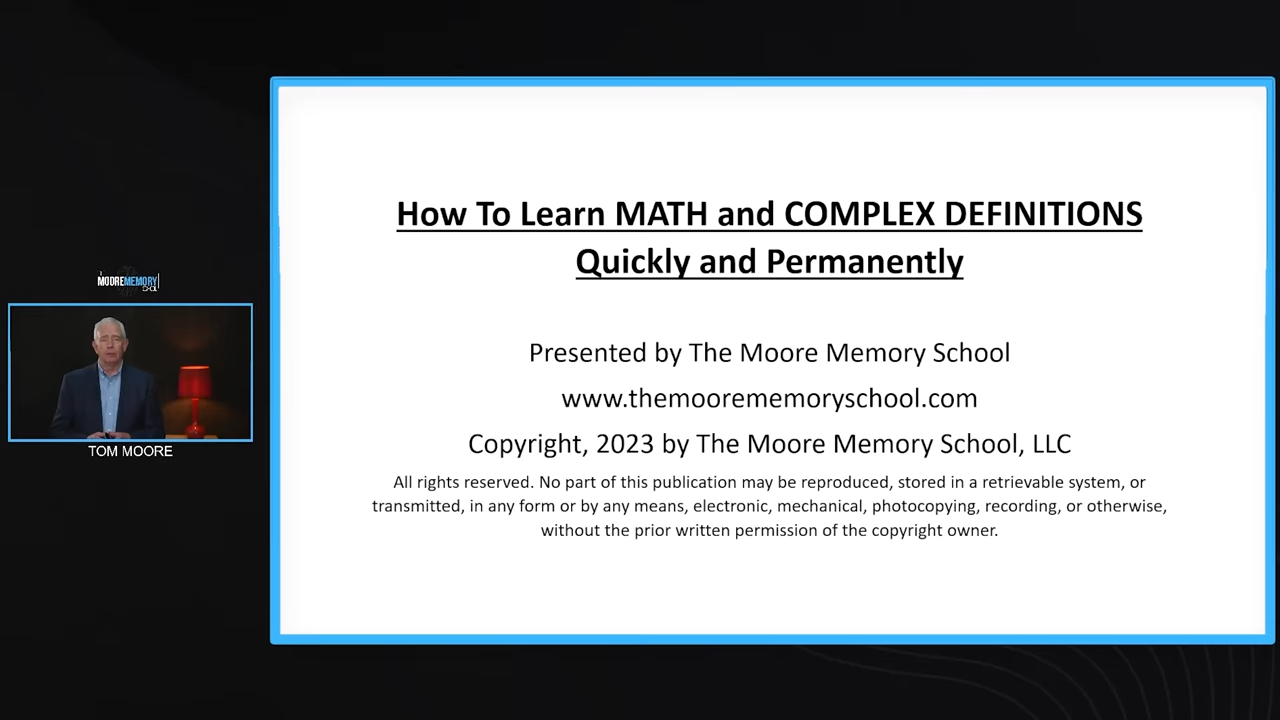 MOOREMEMORY
TOM MOORE
How To Learn MATH and COMPLEX DEFINITIONS
Quickly and Permanently
Presented by The Moore Memory School
www.themoorememoryschool.com
Copyright, 2023 by The Moore Memory School, LLC
All rights reserved. No part of this publication may be reproduced, stored in a retrievable system, or
transmitted, in any form or by any means, electronic, mechanical, photocopying, recording, or otherwise,
without the prior written permission of the copyright owner.